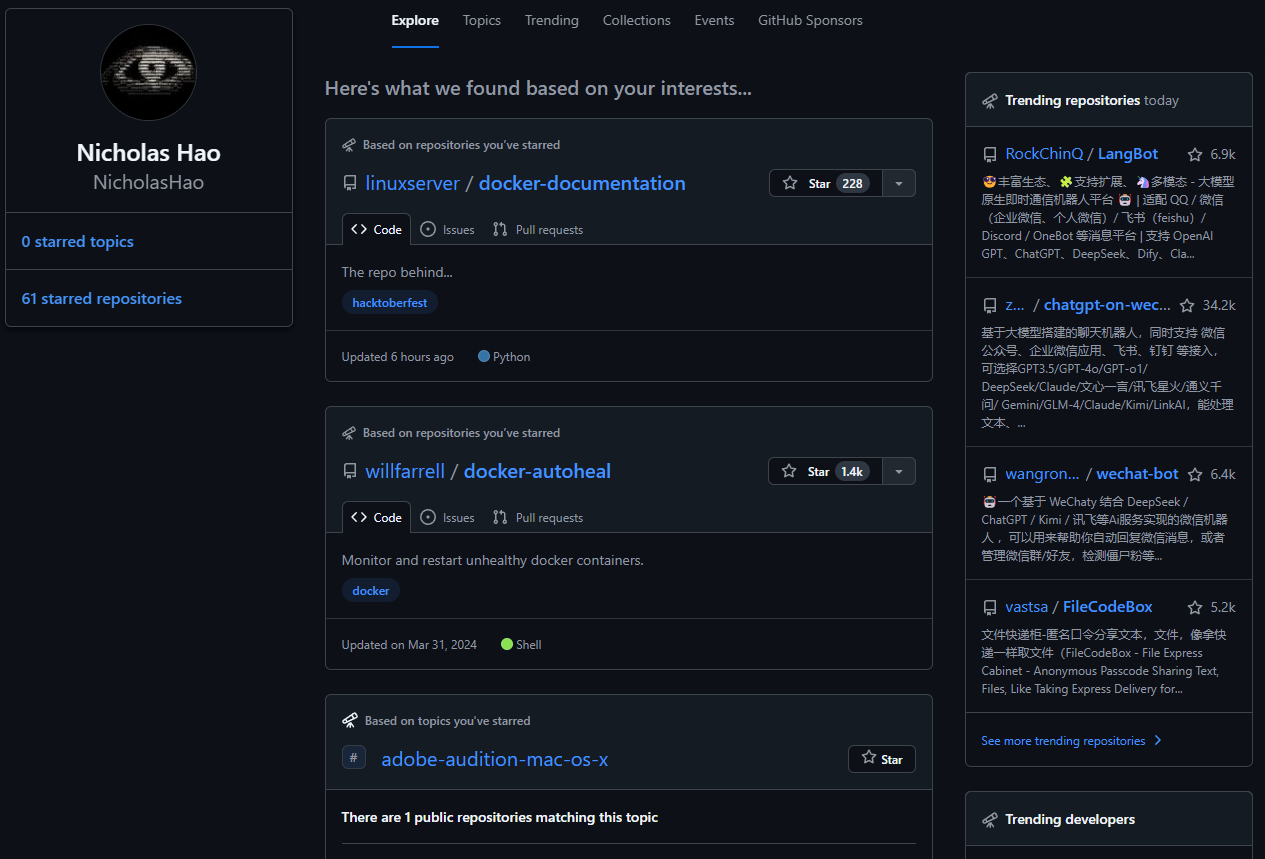 Explore Topics Trending Collections Events GitHub Sponsors
Nicholas Hao
NicholasHao
0 starred topics
61 starred repositories
Here's what we found based on your interests...
Based on repositories you've starred
linuxserver / docker-documentation
Star 228
Code Issues Pull requests
The repo behind...
hacktoberfest
Updated 6 hours ago Python
Based on repositories you've starred
willfarrell / docker-autoheal
Star 1.4k
Code Issues Pull requests
Monitor and restart unhealthy docker containers.
docker
Updated on Mar 31, 2024 Shell
Based on topics you've starred
# adobe-audition-mac-os-x
Star
There are 1 public repositories matching this topic
Trending repositories today
RockChinQ / LangBot 6.9k
🤩丰富生态、🧩支持扩展、🦄多模态 - 大模型
原生即时通信机器人平台 🤖 | 适配 QQ / 微信
（企业微信、个人微信）/ 飞书（feishu）/
Discord / OneBot 等消息平台 | 支持 OpenAI
GPT、ChatGPT、DeepSeek、Dify、Cla...
z... / chatgpt-on-wec... 34.2k
基于大模型搭建的聊天机器人，同时支持 微信
公众号、企业微信应用、飞书、钉钉 等接入，
可选择GPT3.5/GPT-4o/GPT-o1/
DeepSeek/Claude/文心一言/讯飞星火/通义千
问/ Gemini/GLM-4/Claude/Kimi/LinkAI，能处理
文本、...
wangron... / wechat-bot 6.4k
🤖一个基于 WeChaty 结合 DeepSeek /
ChatGPT / Kimi / 讯飞等Ai服务实现的微信机器
人 ，可以用来帮助你自动回复微信消息，或者
管理微信群/好友，检测僵尸粉等...
vastsa / FileCodeBox 5.2k
文件快递柜-匿名口令分享文本，文件，像拿快
递一样取文件（FileCodeBox - File Express
Cabinet - Anonymous Passcode Sharing Text,
Files, Like Taking Express Delivery for...
See more trending repositories
Trending developers